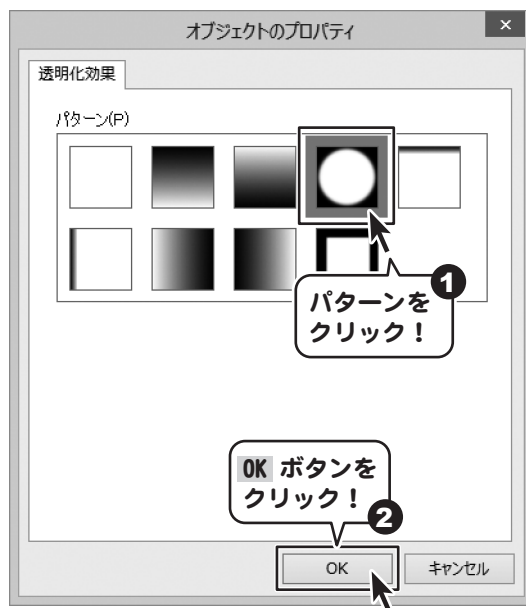 オブジェクトのプロパティ
×
透明化効果
パターン(P)
1
パターンを
クリック！
OK ボタンを
クリック！
2
OK
キャンセル